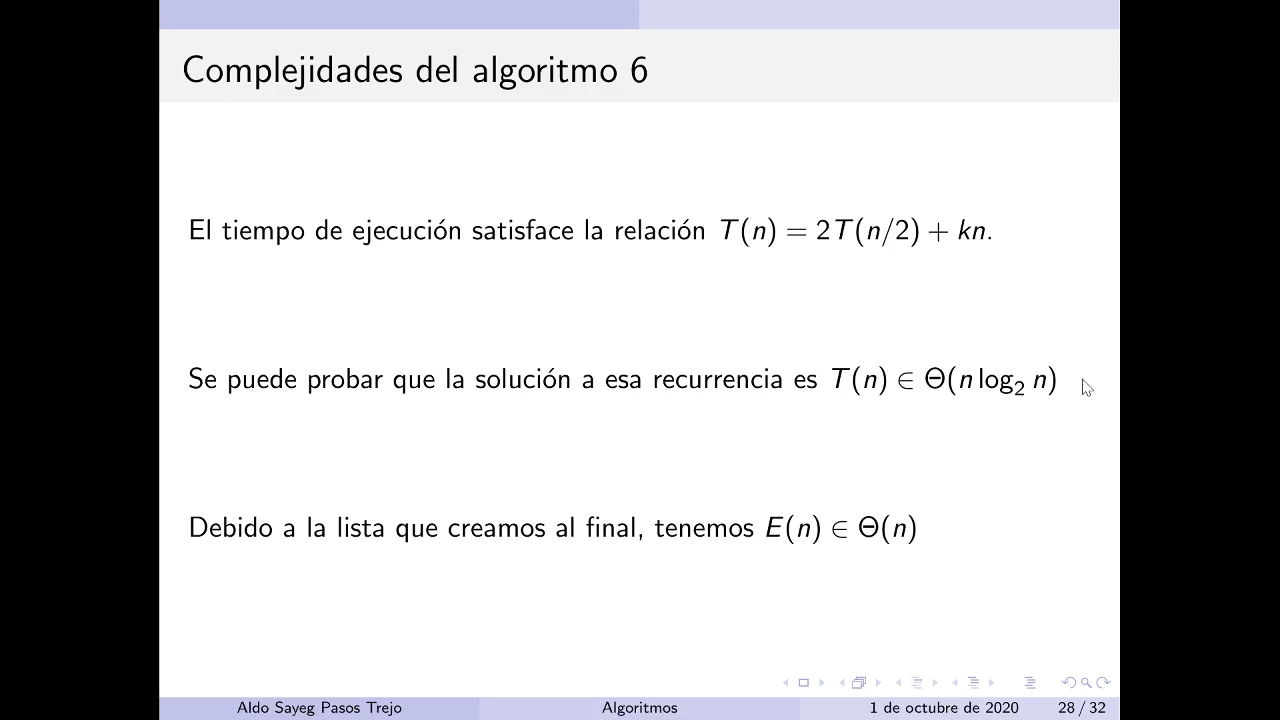 Complejidades del algoritmo 6
El tiempo de ejecución satisface la relación T(n) = 2T(n/2) + kn.
Se puede probar que la solución a esa recurrencia es T(n) ∈ Θ(n log₂ n)
Debido a la lista que creamos al final, tenemos E(n) ∈ Θ(n)
Aldo Sayeg Pasos Trejo Algoritmos 1 de octubre de 2020 28 / 32